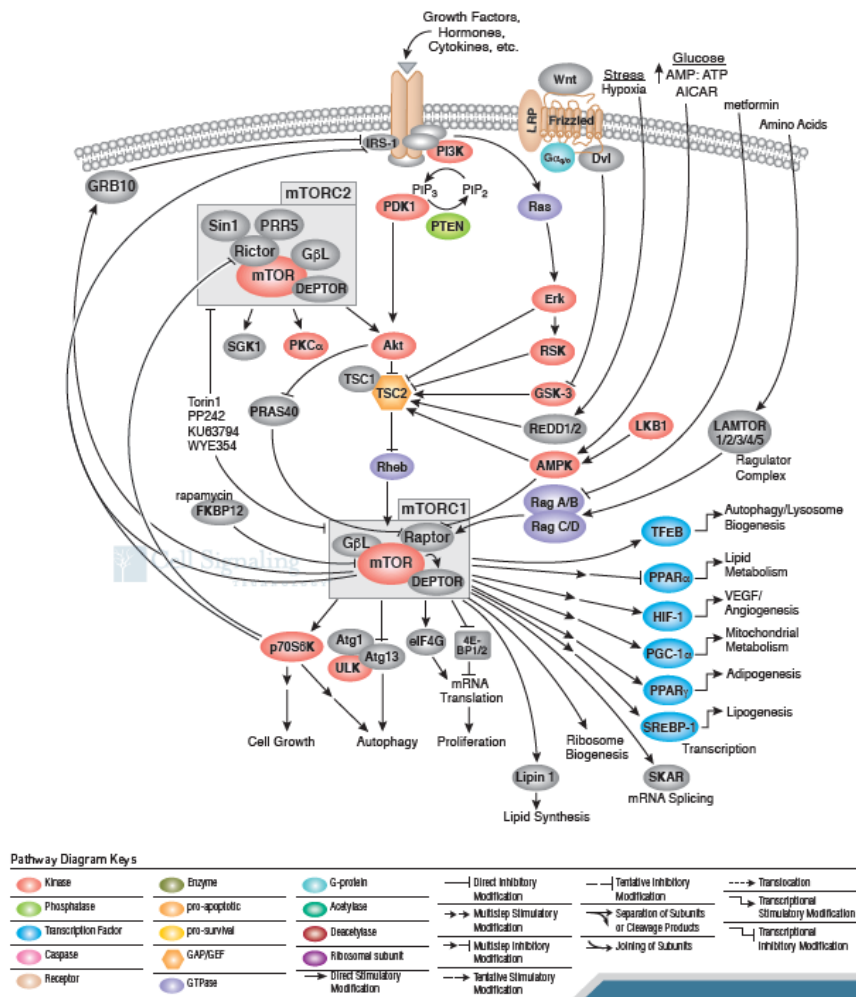 Growth Factors,
Hormones,
Cytokines, etc.
Wnt
Stress
Hypoxia
Glucose
AMP: ATP
AICAR
metformin
Amino Acids
LRP
Frizzled
Gαq/o
Dvl
IRS-1
PI3K
GRB10
mTORC2
Sin1
PRR5
Rictor
GβL
mTOR
DEPTOR
PIP3
PIP2
PDK1
PTEN
Ras
Erk
SGK1
PKCα
Akt
RSK
TSC1
TSC2
GSK-3
PRAS40
REDD1/2
LKB1
LAMTOR
1/2/3/4/5
Ragulator
Complex
Torin1
PP242
KU63794
WYE354
Rheb
AMPK
rapamycin
FKBP12
mTORC1
Rag A/B
Rag C/D
GβL
Raptor
mTOR
DEPTOR
Cell Signaling
TFEB
Autophagy/Lysosome
Biogenesis
PPARα
Lipid
Metabolism
HIF-1
VEGF/
Angiogenesis
PGC-1α
Mitochondrial
Metabolism
PPARγ
Adipogenesis
SREBP-1
Lipogenesis
Transcription
p70S6K
Atg1
ULK
Atg13
eIF4G
4E-
BP1/2
mRNA
Translation
Cell Growth
Autophagy
Proliferation
Ribosome
Biogenesis
Lipin 1
Lipid Synthesis
SKAR
mRNA Splicing
Pathway Diagram Keys
Kinase
Phosphatase
Transcription Factor
Caspase
Receptor
Enzyme
pro-apoptotic
pro-survival
GAP/GEF
GTPase
G-protein
Acetylase
Deacetylase
Ribosomal subunit
Direct Stimulatory
Modification
Direct Inhibitory
Modification
Multistep Stimulatory
Modification
Multistep Inhibitory
Modification
Tentative Stimulatory
Modification
Tentative Inhibitory
Modification
Separation of Subunits
or Cleavage Products
Joining of Subunits
Translocation
Transcriptional
Stimulatory Modification
Transcriptional
Inhibitory Modification